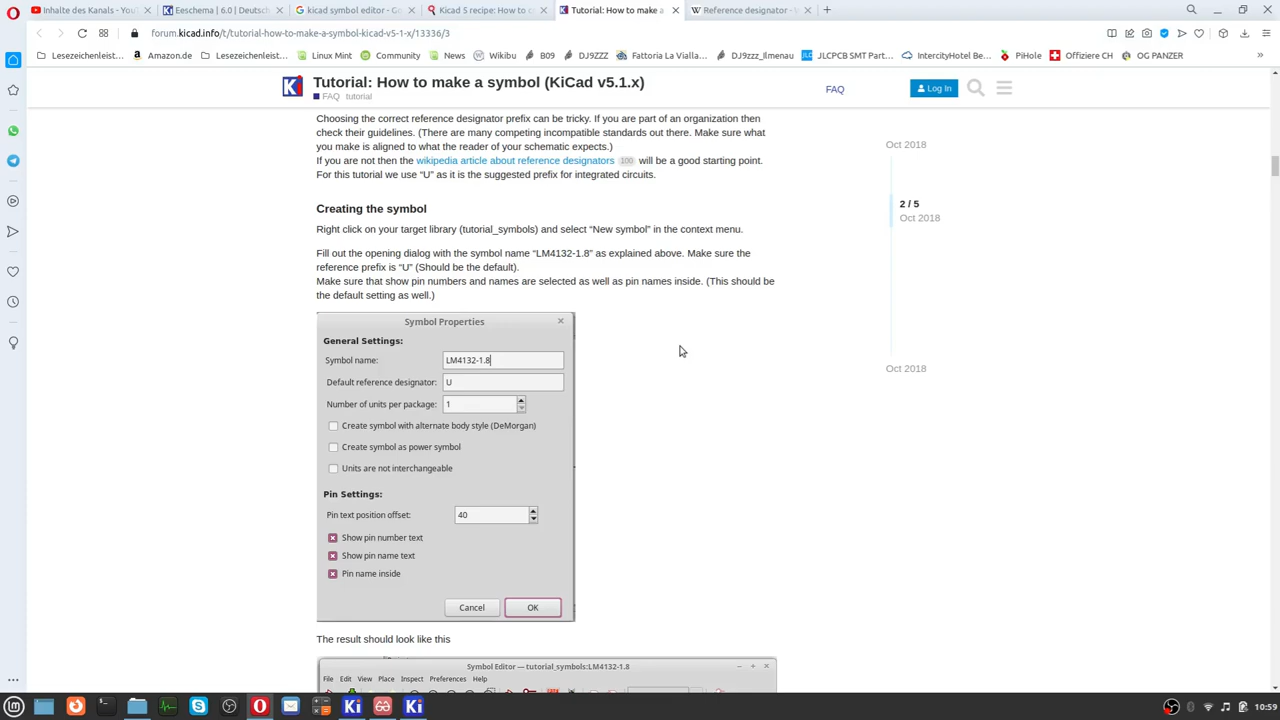 Inhalte des Kanals - YouT
Eeschema | 6.0 | Deutsch
kicad symbol editor - Go
Kicad 5 recipe: How to c
Tutorial: How to make a
Reference designator - W
forum.kicad.info/t/tutorial-how-to-make-a-symbol-kicad-v5-1-x/13336/3
Lesezeichenleist...
Amazon.de
Lesezeichenleist...
Linux Mint
Community
News
Wikibu
B09
DJ9ZZZ
Fattoria La Vialla...
DJ9zzz_Ilmenau
JLCPCB SMT Part...
IntercityHotel Be...
PiHole
Offiziere CH
OG PANZER
Tutorial: How to make a symbol (KiCad v5.1.x)
FAQ tutorial
FAQ
Log In
Choosing the correct reference designator prefix can be tricky. If you are part of an organization then
check their guidelines. (There are many competing incompatible standards out there. Make sure what
you make is aligned to what the reader of your schematic expects.)
If you are not then the wikipedia article about reference designators 100 will be a good starting point.
For this tutorial we use “U” as it is the suggested prefix for integrated circuits.
Creating the symbol
Right click on your target library (tutorial_symbols) and select “New symbol” in the context menu.
Fill out the opening dialog with the symbol name “LM4132-1.8” as explained above. Make sure the
reference prefix is “U” (Should be the default).
Make sure that show pin numbers and names are selected as well as pin names inside. (This should be
the default setting as well.)
Symbol Properties
General Settings:
Symbol name: LM4132-1.8
Default reference designator: U
Number of units per package: 1
Create symbol with alternate body style (DeMorgan)
Create symbol as power symbol
Units are not interchangeable
Pin Settings:
Pin text position offset: 40
Show pin number text
Show pin name text
Pin name inside
Cancel OK
The result should look like this
Symbol Editor — tutorial_symbols:LM4132-1.8
File Edit View Place Inspect Preferences Help
Oct 2018
2 / 5
Oct 2018
Oct 2018
10:59